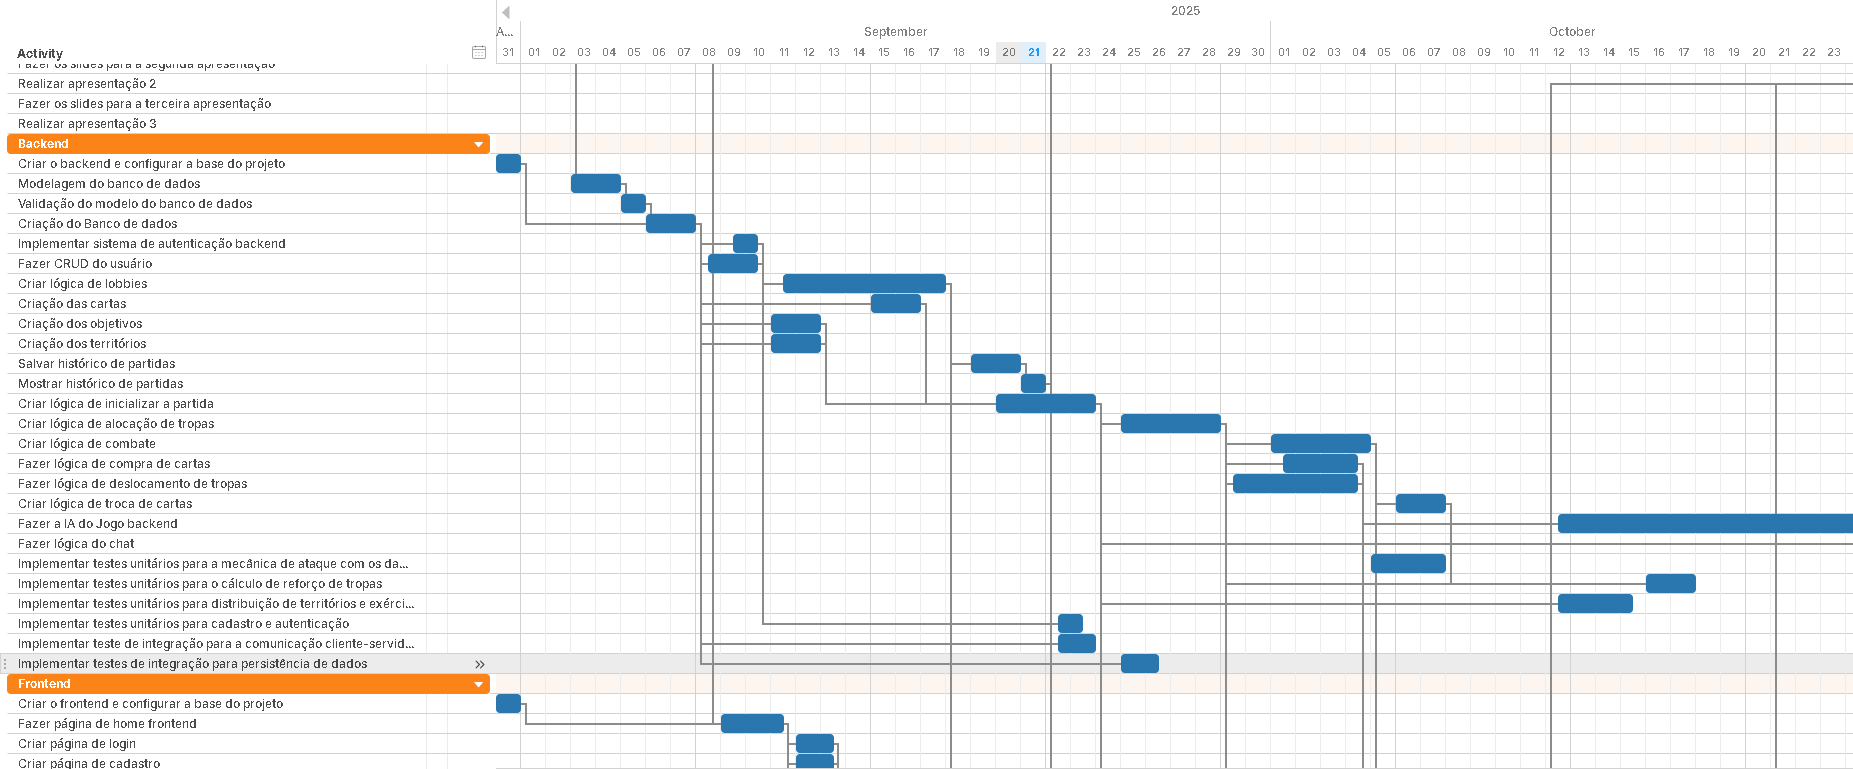 2025
A... September October
Activity 31 01 02 03 04 05 06 07 08 09 10 11 12 13 14 15 16 17 18 19 20 21 22 23 24 25 26 27 28 29 30 01 02 03 04 05 06 07 08 09 10 11 12 13 14 15 16 17 18 19 20 21 22 23
Fazer os slides para a segunda apresentação
Realizar apresentação 2
Fazer os slides para a terceira apresentação
Realizar apresentação 3
Backend
Criar o backend e configurar a base do projeto
Modelagem do banco de dados
Validação do modelo do banco de dados
Criação do Banco de dados
Implementar sistema de autenticação backend
Fazer CRUD do usuário
Criar lógica de lobbies
Criação das cartas
Criação dos objetivos
Criação dos territórios
Salvar histórico de partidas
Mostrar histórico de partidas
Criar lógica de inicializar a partida
Criar lógica de alocação de tropas
Criar lógica de combate
Fazer lógica de compra de cartas
Fazer lógica de deslocamento de tropas
Criar lógica de troca de cartas
Fazer a IA do Jogo backend
Fazer lógica do chat
Implementar testes unitários para a mecânica de ataque com os da...
Implementar testes unitários para o cálculo de reforço de tropas
Implementar testes unitários para distribuição de territórios e exérci...
Implementar testes unitários para cadastro e autenticação
Implementar teste de integração para a comunicação cliente-servid...
Implementar testes de integração para persistência de dados
Frontend
Criar o frontend e configurar a base do projeto
Fazer página de home frontend
Criar página de login
Criar página de cadastro